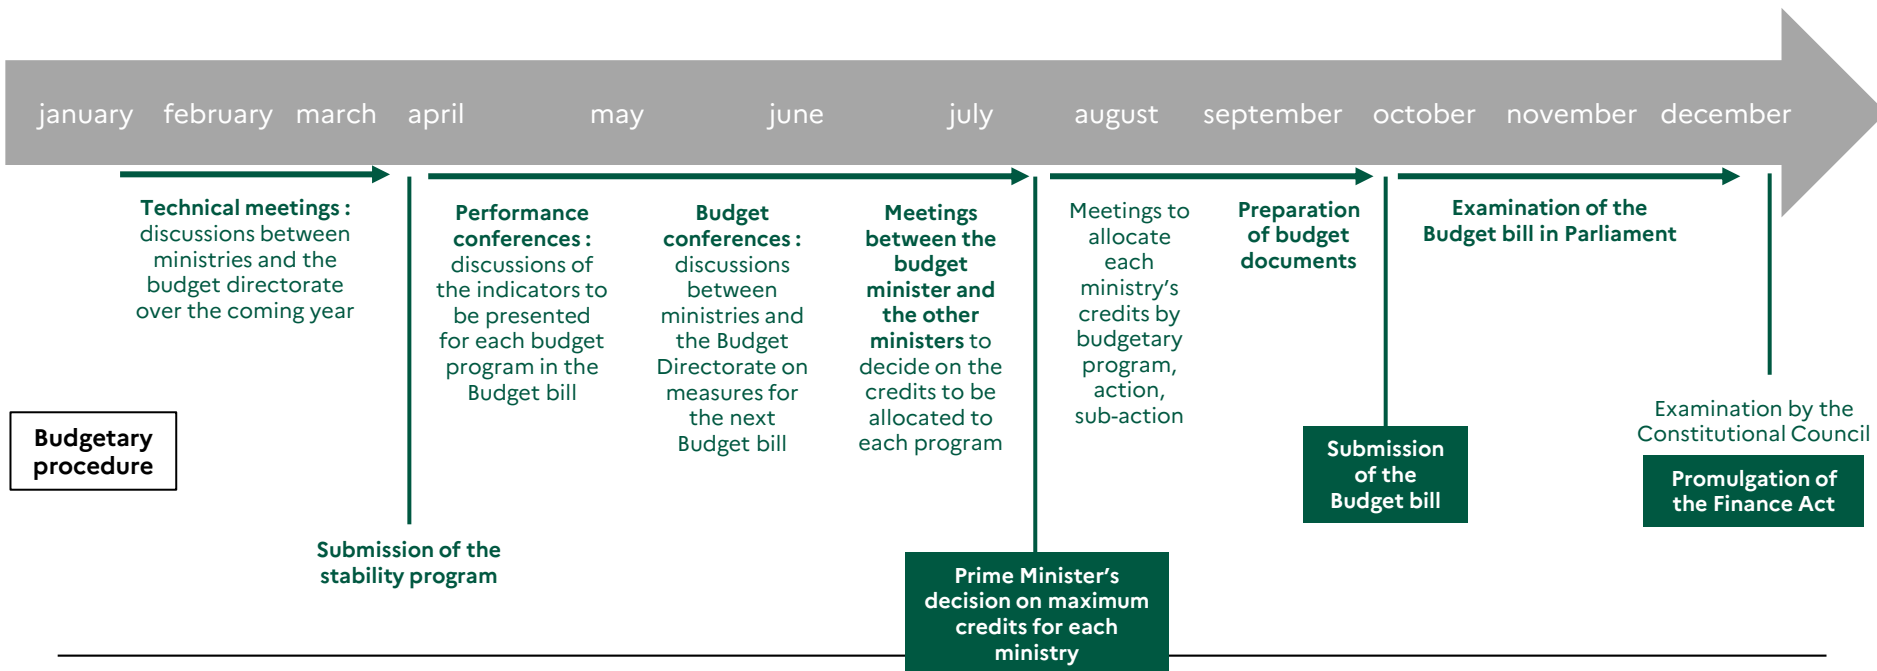 january february march april may june july august september october november december
Technical meetings :
discussions between
ministries and the
budget directorate
over the coming year
Performance
conferences :
discussions of
the indicators to
be presented
for each budget
program in the
Budget bill
Budget
conferences :
discussions
between
ministries and
the Budget
Directorate on
measures for
the next
Budget bill
Meetings
between the
budget
minister and
the other
ministers to
decide on the
credits to be
allocated to
each program
Meetings to
allocate
each
ministry's
credits by
budgetary
program,
action,
sub-action
Preparation
of budget
documents
Examination of the
Budget bill in Parliament
Budgetary
procedure
Submission of the
stability program
Prime Minister's
decision on maximum
credits for each
ministry
Submission
of the
Budget bill
Examination by the
Constitutional Council
Promulgation of
the Finance Act